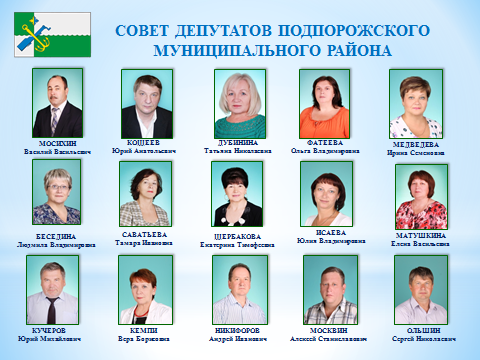 СОВЕТ ДЕПУТАТОВ ПОДПОРОЖСКОГО
МУНИЦИПАЛЬНОГО РАЙОНА
МОСИХИН
Василий Васильевич
КОЩЕЕВ
Юрий Анатольевич
ДУБИНИНА
Татьяна Николаевна
ФАТЕЕВА
Ольга Владимировна
МЕДВЕДЕВА
Ирина Семеновна
БЕСЕДИНА
Людмила Владимировна
САВАТЬЕВА
Тамара Ивановна
ЩЕРБАКОВА
Екатерина Тимофеевна
ИСАЕВА
Юлия Владимировна
МАТУШКИНА
Елена Васильевна
КУЧЕРОВ
Юрий Михайлович
КЕМПИ
Вера Борисовна
НИКИФОРОВ
Андрей Иванович
МОСКВИН
Алексей Станиславович
ОЛЬШИН
Сергей Николаевич